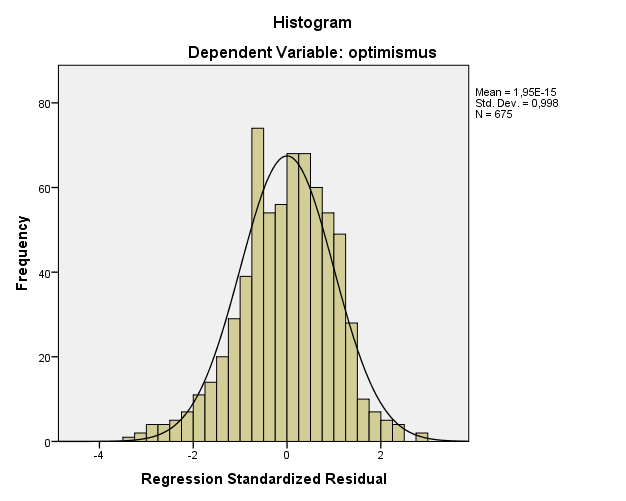 Histogram
Dependent Variable: optimismus
Mean = 1,95E-15
Std. Dev. = 0,998
N = 675
Frequency
80
60
40
20
0
-4 -2 0 2
Regression Standardized Residual